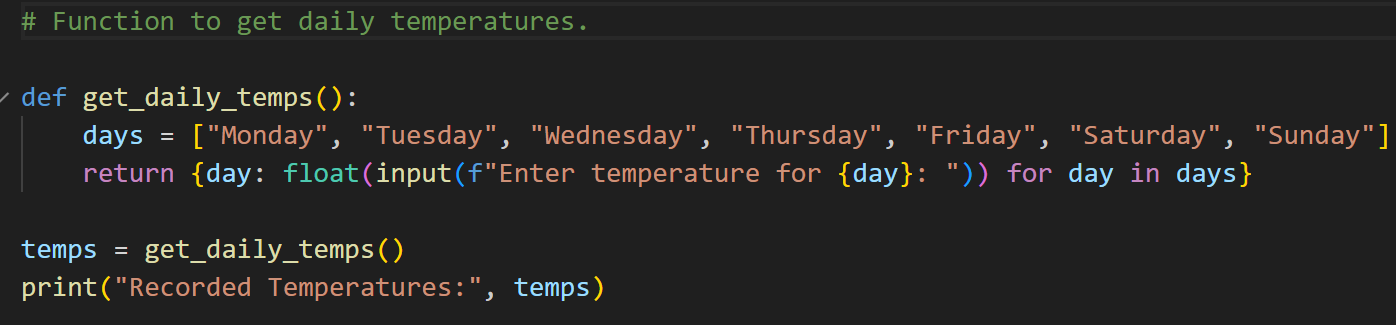 # Function to get daily temperatures.
def get_daily_temps():
    days = ["Monday", "Tuesday", "Wednesday", "Thursday", "Friday", "Saturday", "Sunday"]
    return {day: float(input(f"Enter temperature for {day}: ")) for day in days}
temps = get_daily_temps()
print("Recorded Temperatures:", temps)